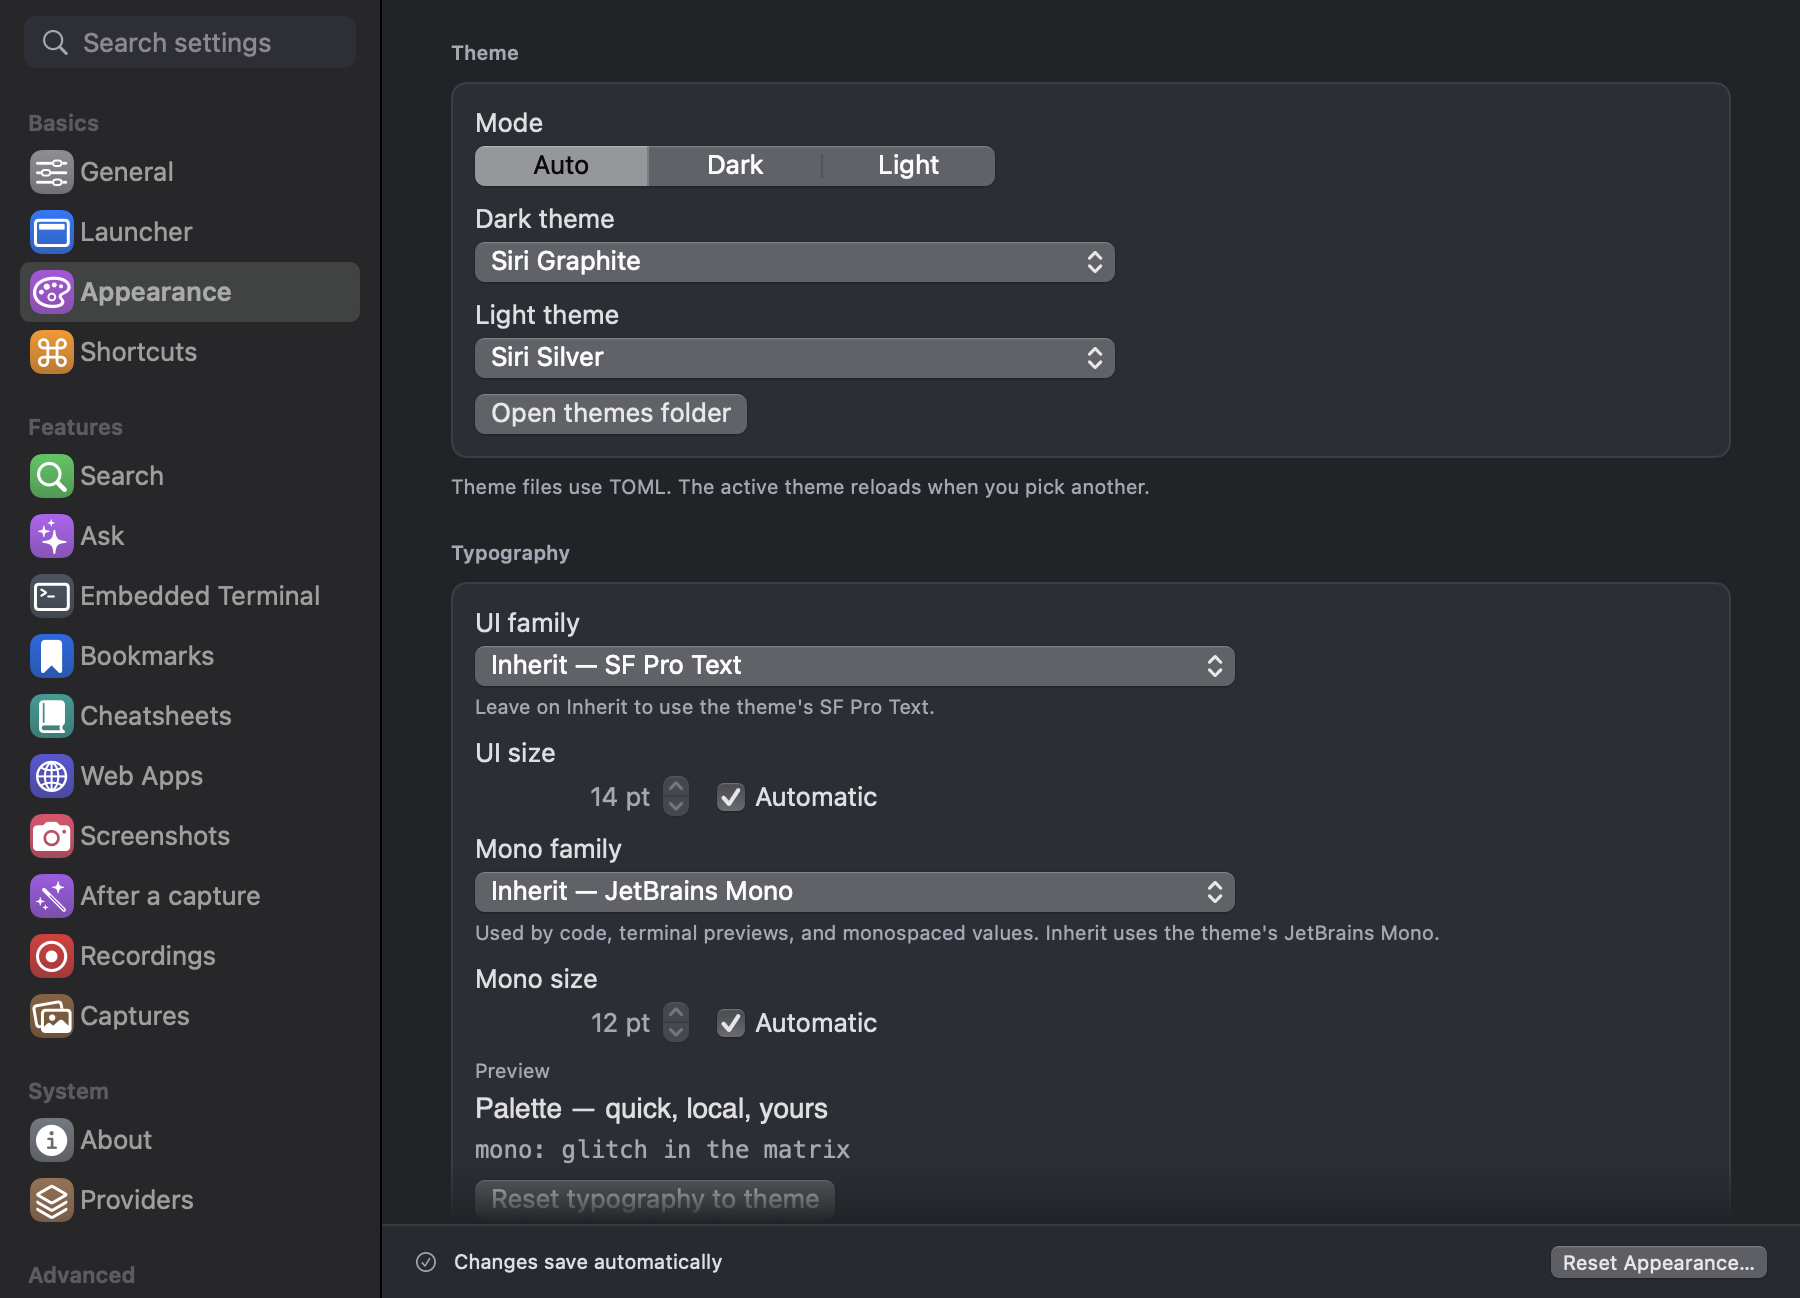 Search settings
Basics
General
Launcher
Appearance
Shortcuts
Features
Search
Ask
Embedded Terminal
Bookmarks
Cheatsheets
Web Apps
Screenshots
After a capture
Recordings
Captures
System
About
Providers
Advanced
Theme
Mode
Auto Dark Light
Dark theme
Siri Graphite
Light theme
Siri Silver
Open themes folder
Theme files use TOML. The active theme reloads when you pick another.
Typography
UI family
Inherit — SF Pro Text
Leave on Inherit to use the theme's SF Pro Text.
UI size
14 pt Automatic
Mono family
Inherit — JetBrains Mono
Used by code, terminal previews, and monospaced values. Inherit uses the theme's JetBrains Mono.
Mono size
12 pt Automatic
Preview
Palette — quick, local, yours
mono: glitch in the matrix
Reset typography to theme
Changes save automatically
Reset Appearance...